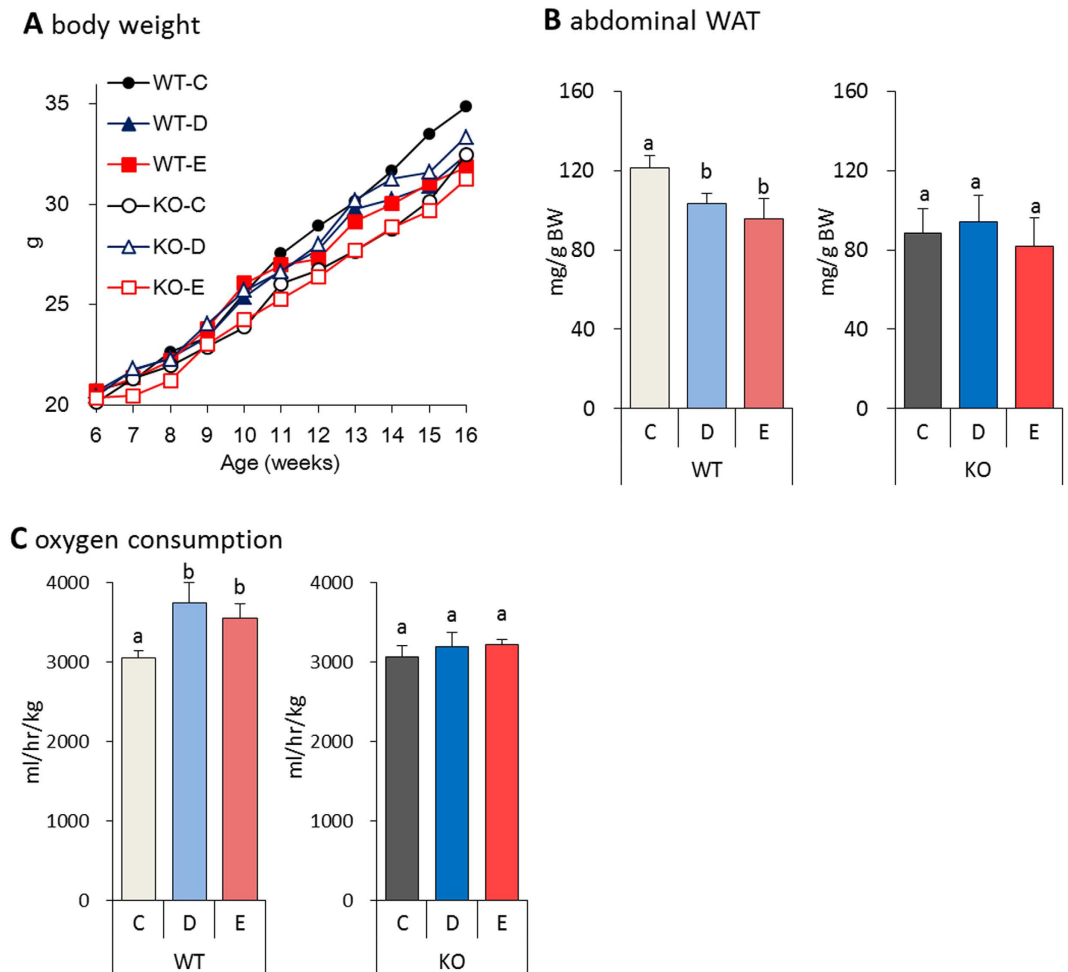 A body weight
WT-C
WT-D
WT-E
KO-C
KO-D
KO-E
35
30
25
20
g
6 7 8 9 10 11 12 13 14 15 16
Age (weeks)
B abdominal WAT
160
120
80
40
0
mg/g BW
a
b
b
C D E
WT
160
120
80
40
0
mg/g BW
a
a
a
C D E
KO
C oxygen consumption
4000
3000
2000
1000
0
ml/hr/kg
a
b
b
C D E
WT
4000
3000
2000
1000
0
ml/hr/kg
a
a
a
C D E
KO